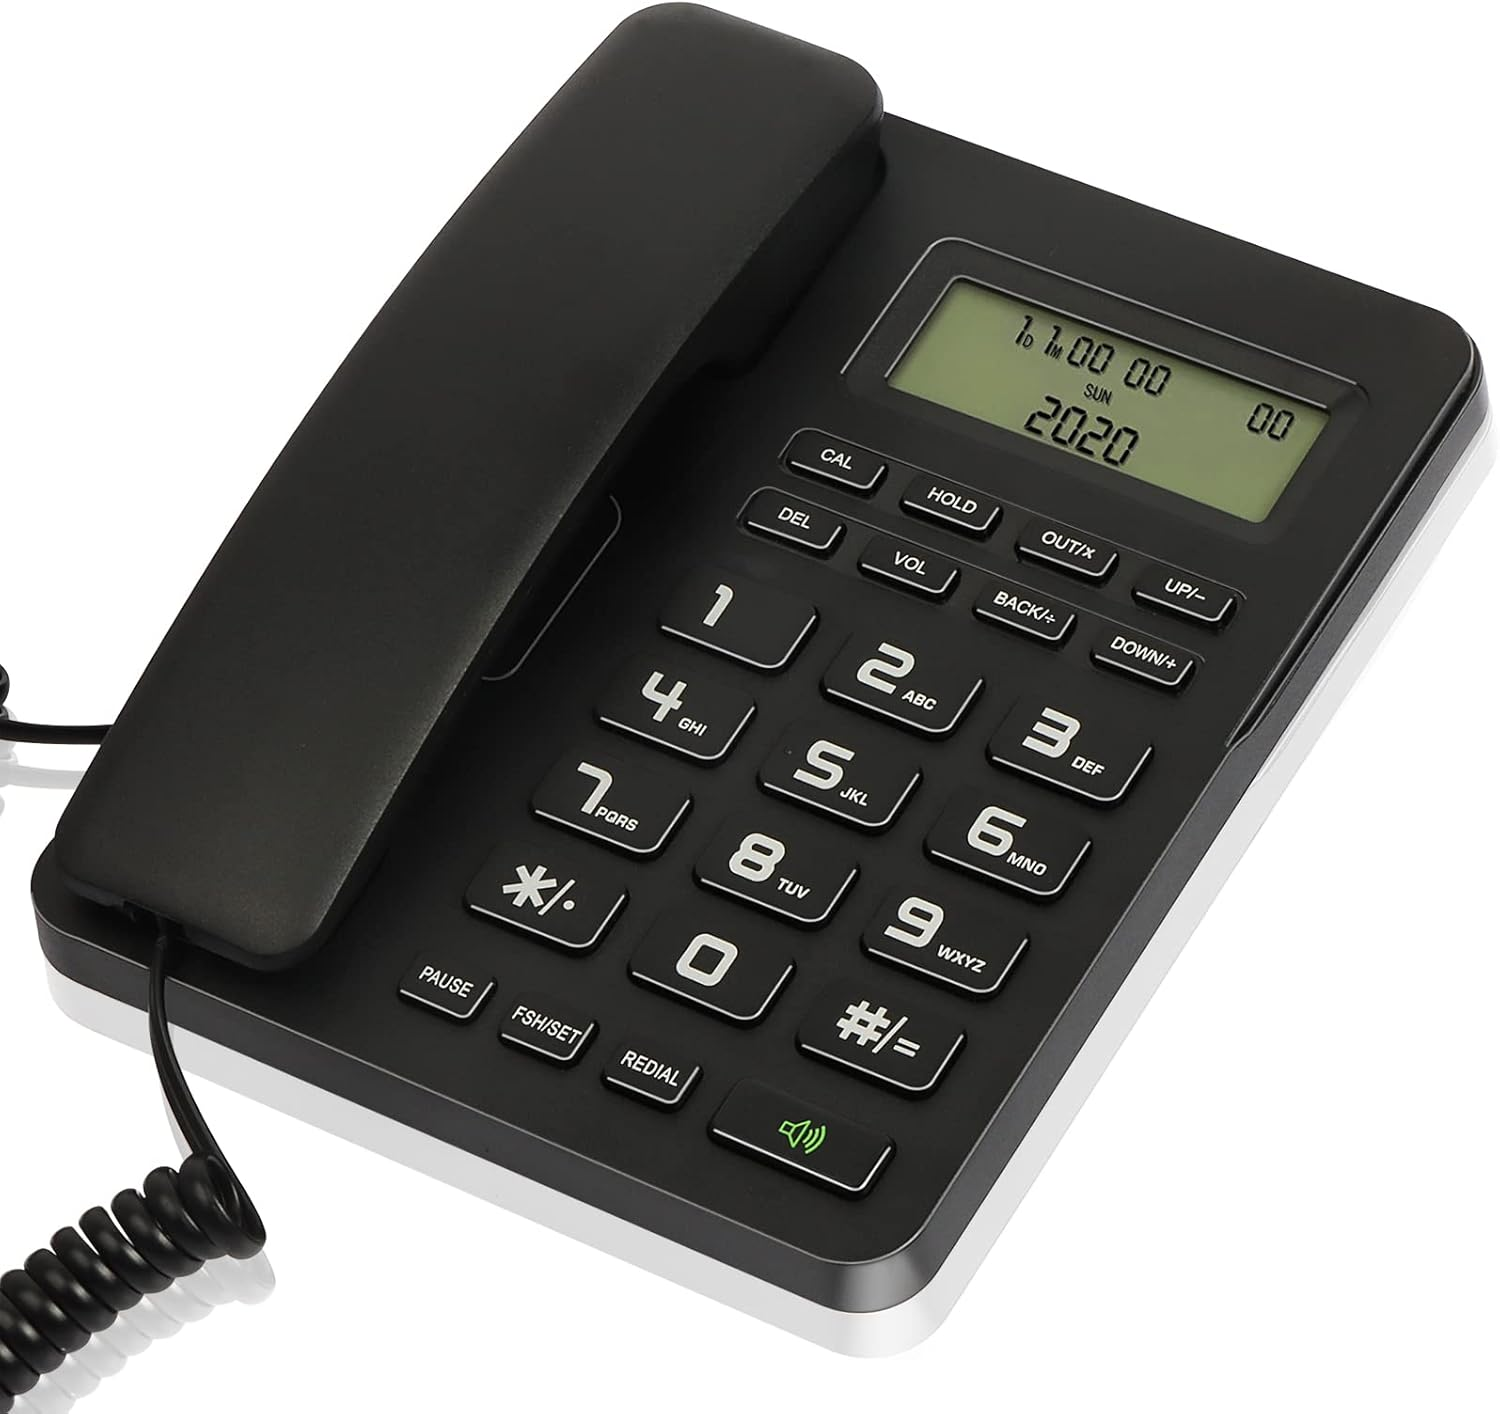 1D 1M 00 00 00
SUN
2020
CAL HOLD OUT/X UP/−
DEL VOL BACK/÷ DOWN/+
1 2 ABC 3 DEF
4 GHI 5 JKL 6 MNO
7 PQRS 8 TUV 9 WXYZ
*/· 0 #/=
PAUSE FSH/SET REDIAL